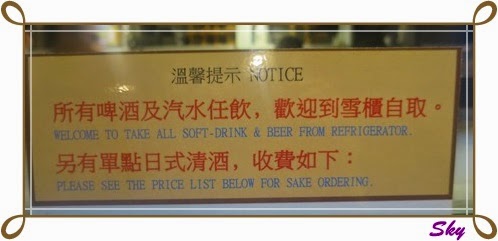 溫馨提示 NOTICE
所有啤酒及汽水任飲，歡迎到雪櫃自取。
WELCOME TO TAKE ALL SOFT-DRINK & BEER FROM REFRIGERATOR.
另有單點日式清酒，收費如下：
PLEASE SEE THE PRICE LIST BELOW FOR SAKE ORDERING.
Sky